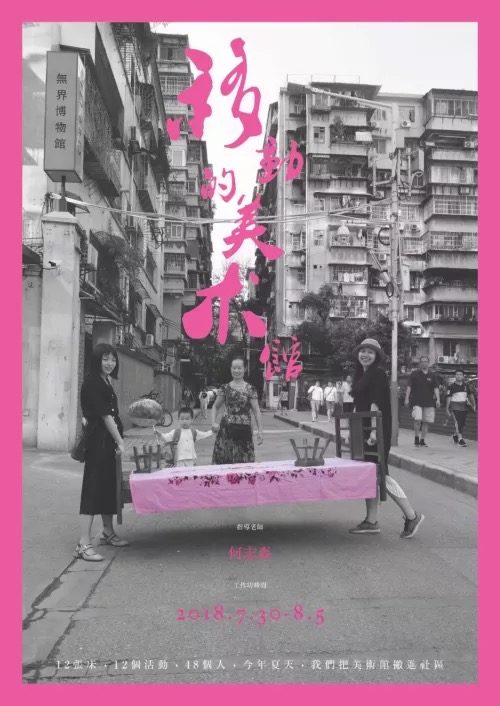 無界博物館
移動的美术館
指導老師
何志森
工作坊時間
2018.7.30-8.5
12張床，12個活動，48個人，今年夏天，我們把美術館搬進社區